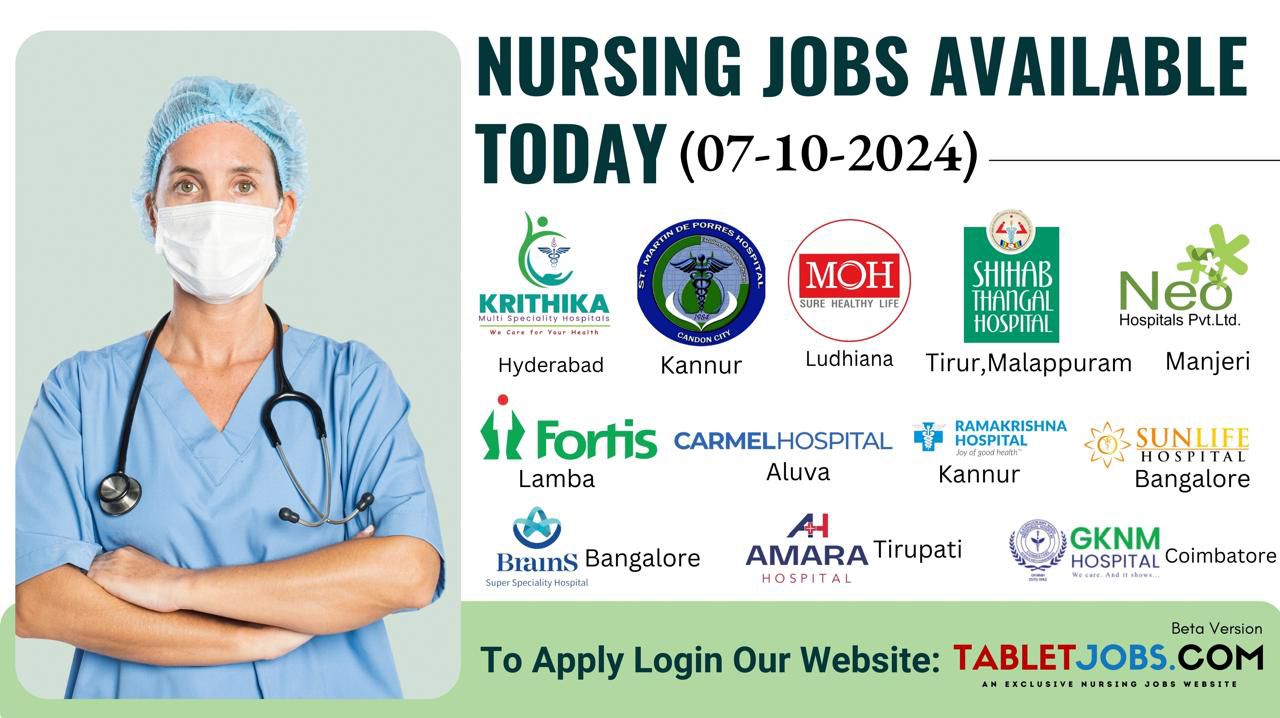 NURSING JOBS AVAILABLE
TODAY (07-10-2024)
KRITHIKA
Multi Speciality Hospitals
We Care for Your Health
Hyderabad
ST. MARTIN DE PORRES HOSPITAL
1984
CANDON CITY
Kannur
MOH
SURE HEALTHY LIFE
Ludhiana
SHIHAB
THANGAL
HOSPITAL
Tirur,Malappuram
Neo
Hospitals Pvt.Ltd.
Manjeri
Fortis
Lamba
CARMELHOSPITAL
Aluva
RAMAKRISHNA
HOSPITAL
Joy of good health™
Kannur
SUNLIFE
HOSPITAL
Bangalore
BrainS
Super Speciality Hospital
Bangalore
AH
AMARA
HOSPITAL
Tirupati
GKNM
HOSPITAL
We care. And it shows...
Coimbatore
Beta Version
To Apply Login Our Website: TABLETJOBS.COM
AN EXCLUSIVE NURSING JOBS WEBSITE